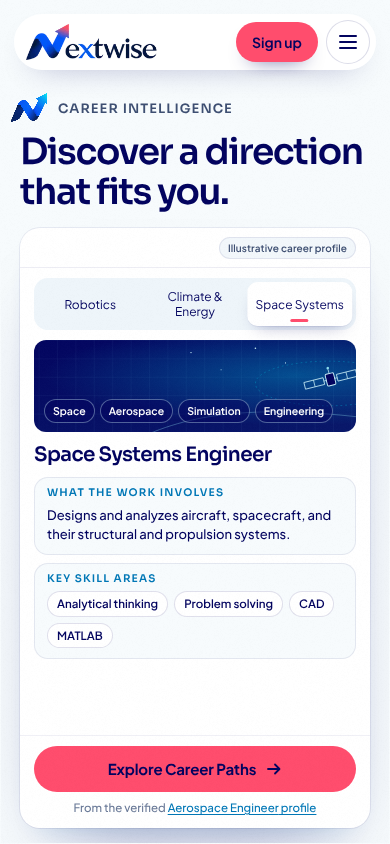 Nextwise
Sign up
CAREER INTELLIGENCE
Discover a direction
that fits you.
Illustrative career profile
Robotics
Climate &
Energy
Space Systems
Space
Aerospace
Simulation
Engineering
Space Systems Engineer
WHAT THE WORK INVOLVES
Designs and analyzes aircraft, spacecraft, and
their structural and propulsion systems.
KEY SKILL AREAS
Analytical thinking
Problem solving
CAD
MATLAB
Explore Career Paths →
From the verified Aerospace Engineer profile